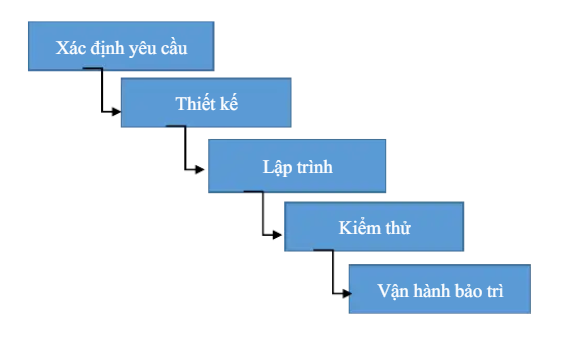 Xác định yêu cầu
Thiết kế
Lập trình
Kiểm thử
Vận hành bảo trì